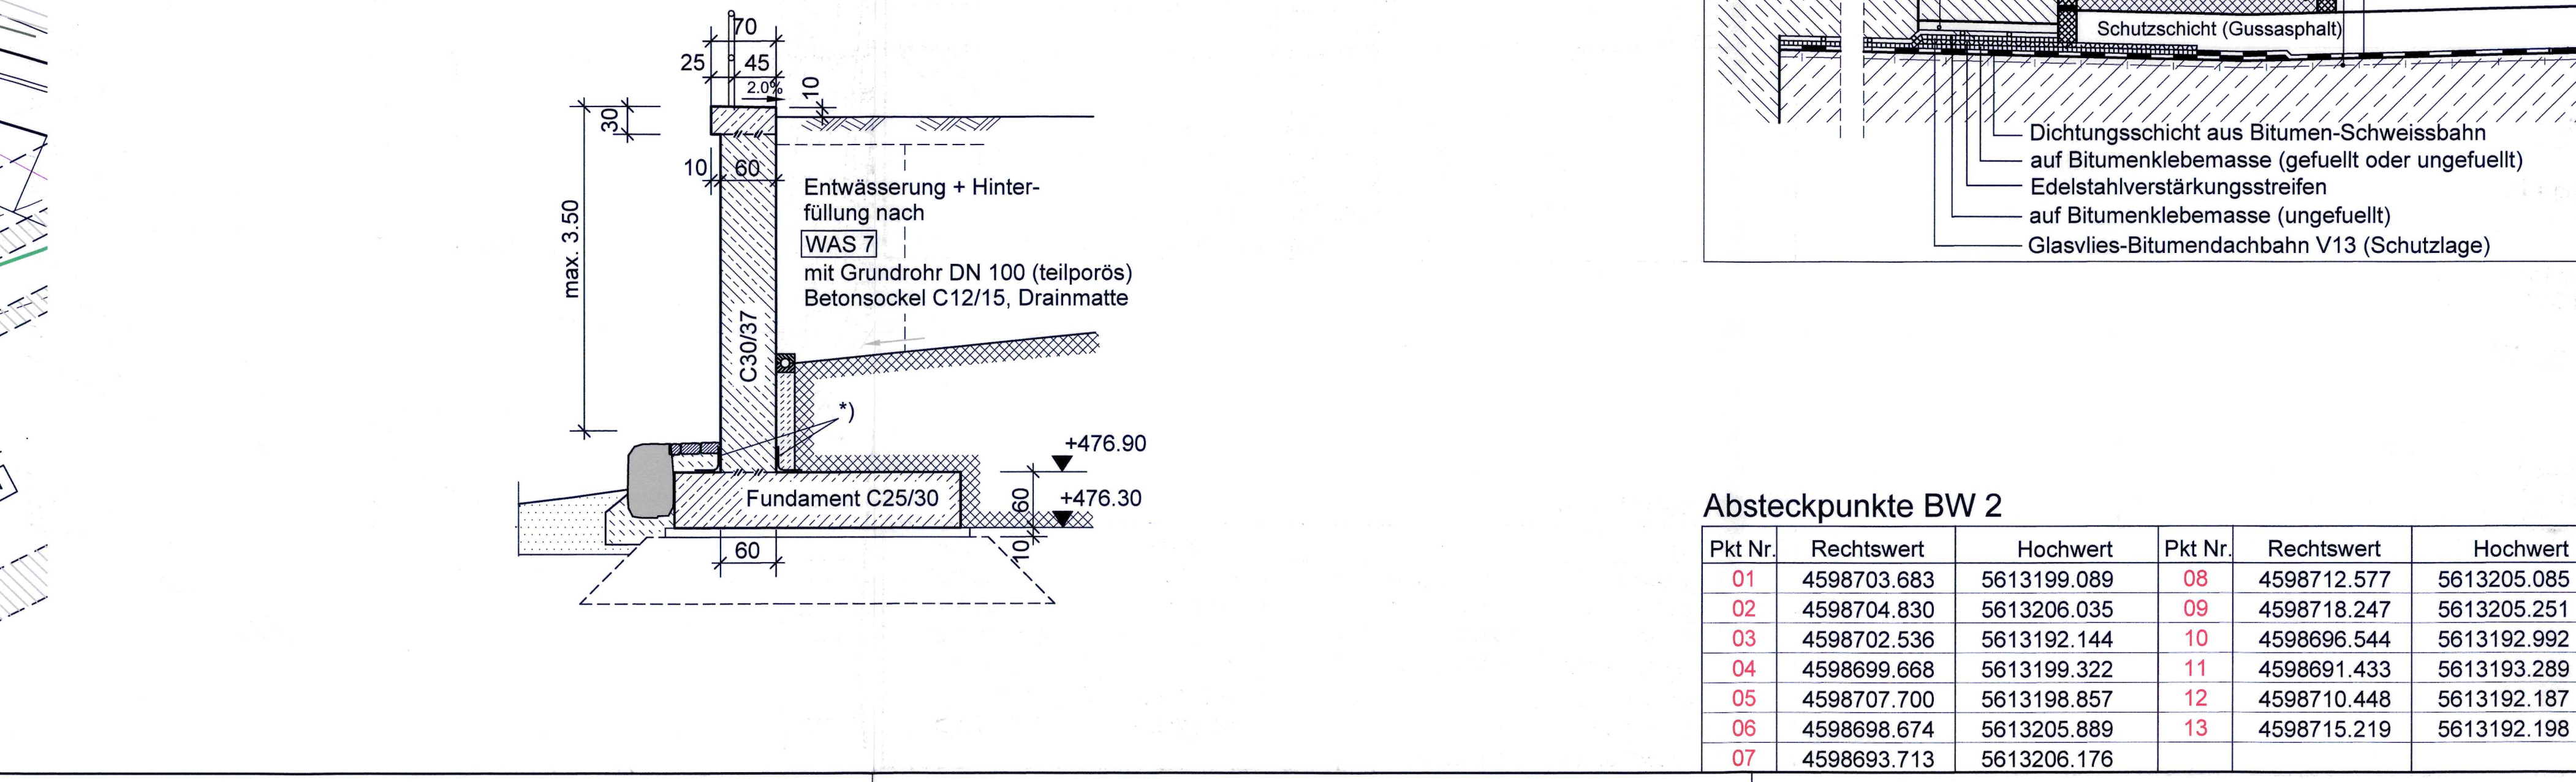 70
25 45
2.0%
10
30
10 60
max. 3.50
Entwässerung + Hinter-
füllung nach
WAS 7
mit Grundrohr DN 100 (teilporös)
Betonsockel C12/15, Drainmatte
C30/37
*)
+476.90
Fundament C25/30
60
+476.30
60
10
Schutzschicht (Gussasphalt)
Dichtungsschicht aus Bitumen-Schweissbahn
auf Bitumenklebemasse (gefuellt oder ungefuellt)
Edelstahlverstärkungsstreifen
auf Bitumenklebemasse (ungefuellt)
Glasvlies-Bitumendachbahn V13 (Schutzlage)
Absteckpunkte BW 2
Pkt Nr. Rechtswert Hochwert Pkt Nr. Rechtswert Hochwert
01 4598703.683 5613199.089 08 4598712.577 5613205.085
02 4598704.830 5613206.035 09 4598718.247 5613205.251
03 4598702.536 5613192.144 10 4598696.544 5613192.992
04 4598699.668 5613199.322 11 4598691.433 5613193.289
05 4598707.700 5613198.857 12 4598710.448 5613192.187
06 4598698.674 5613205.889 13 4598715.219 5613192.198
07 4598693.713 5613206.176